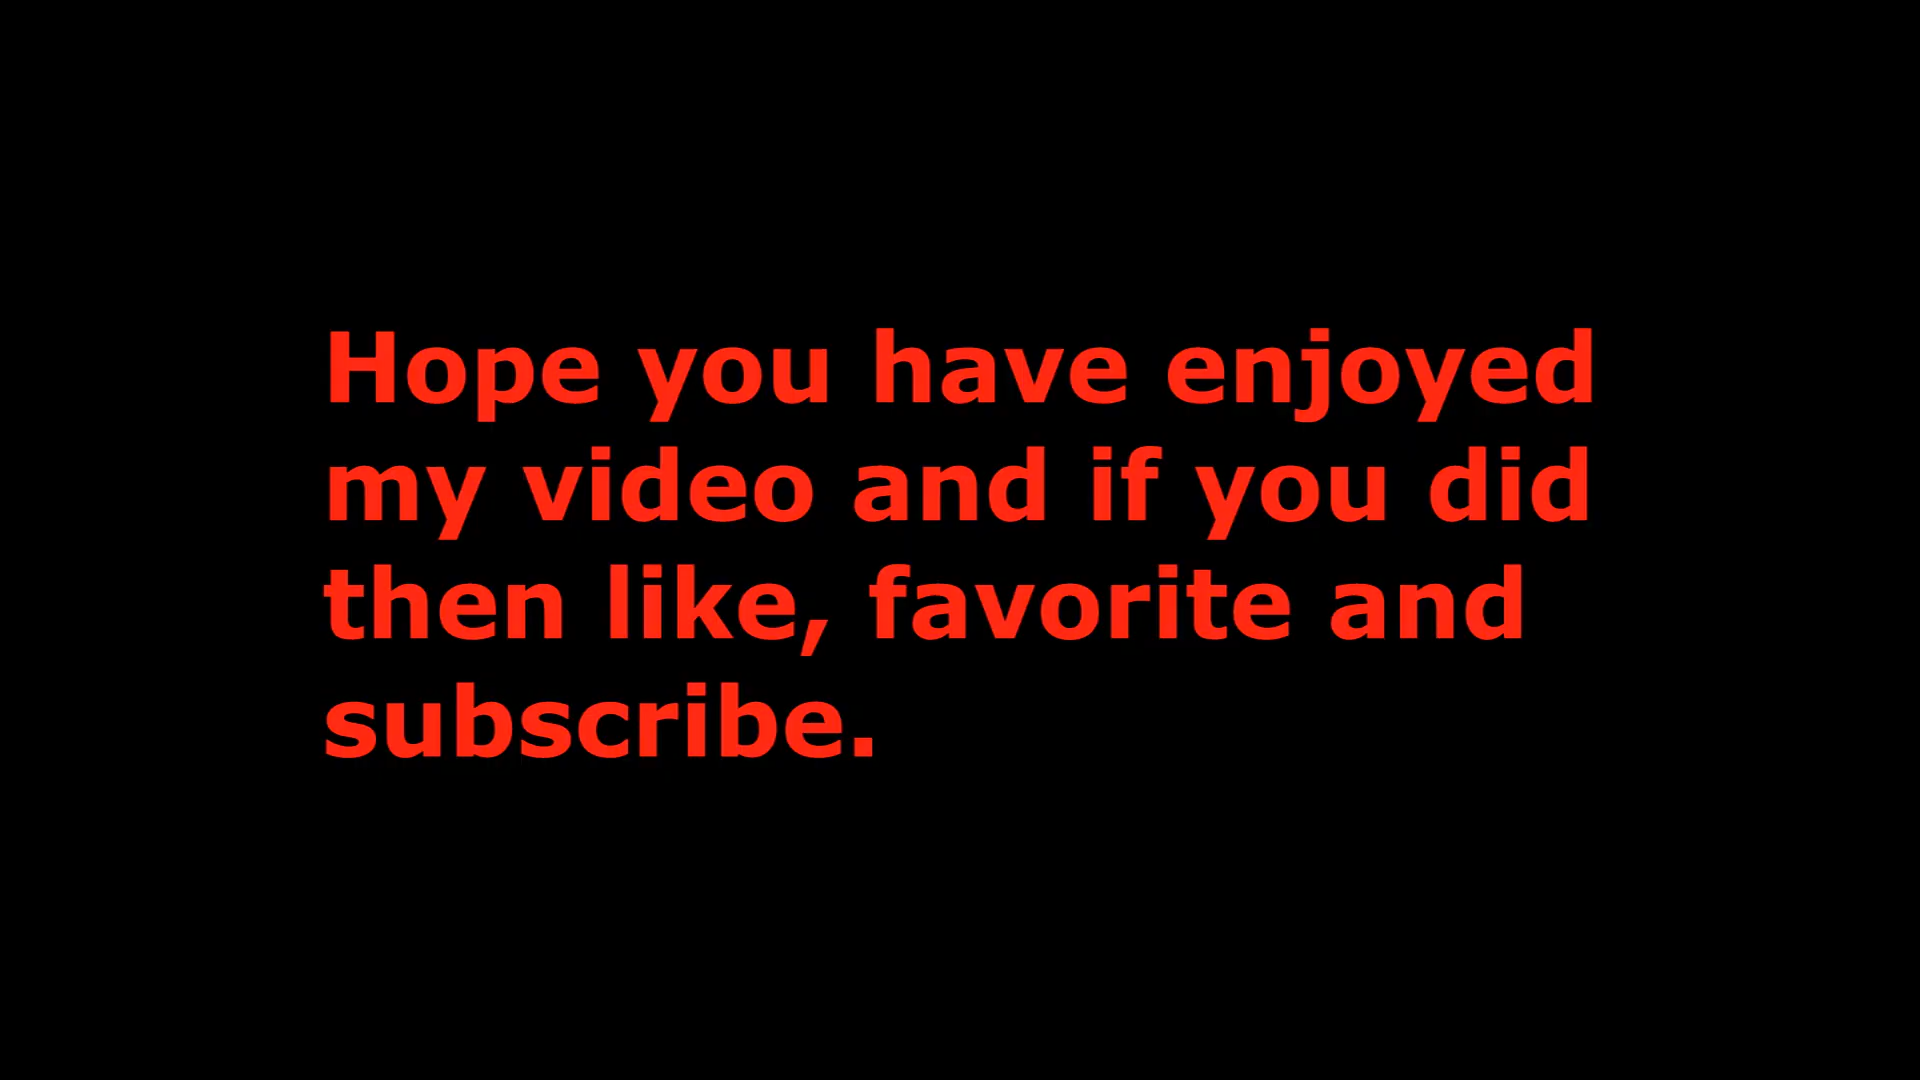 Hope you have enjoyed
my video and if you did
then like, favorite and
subscribe.